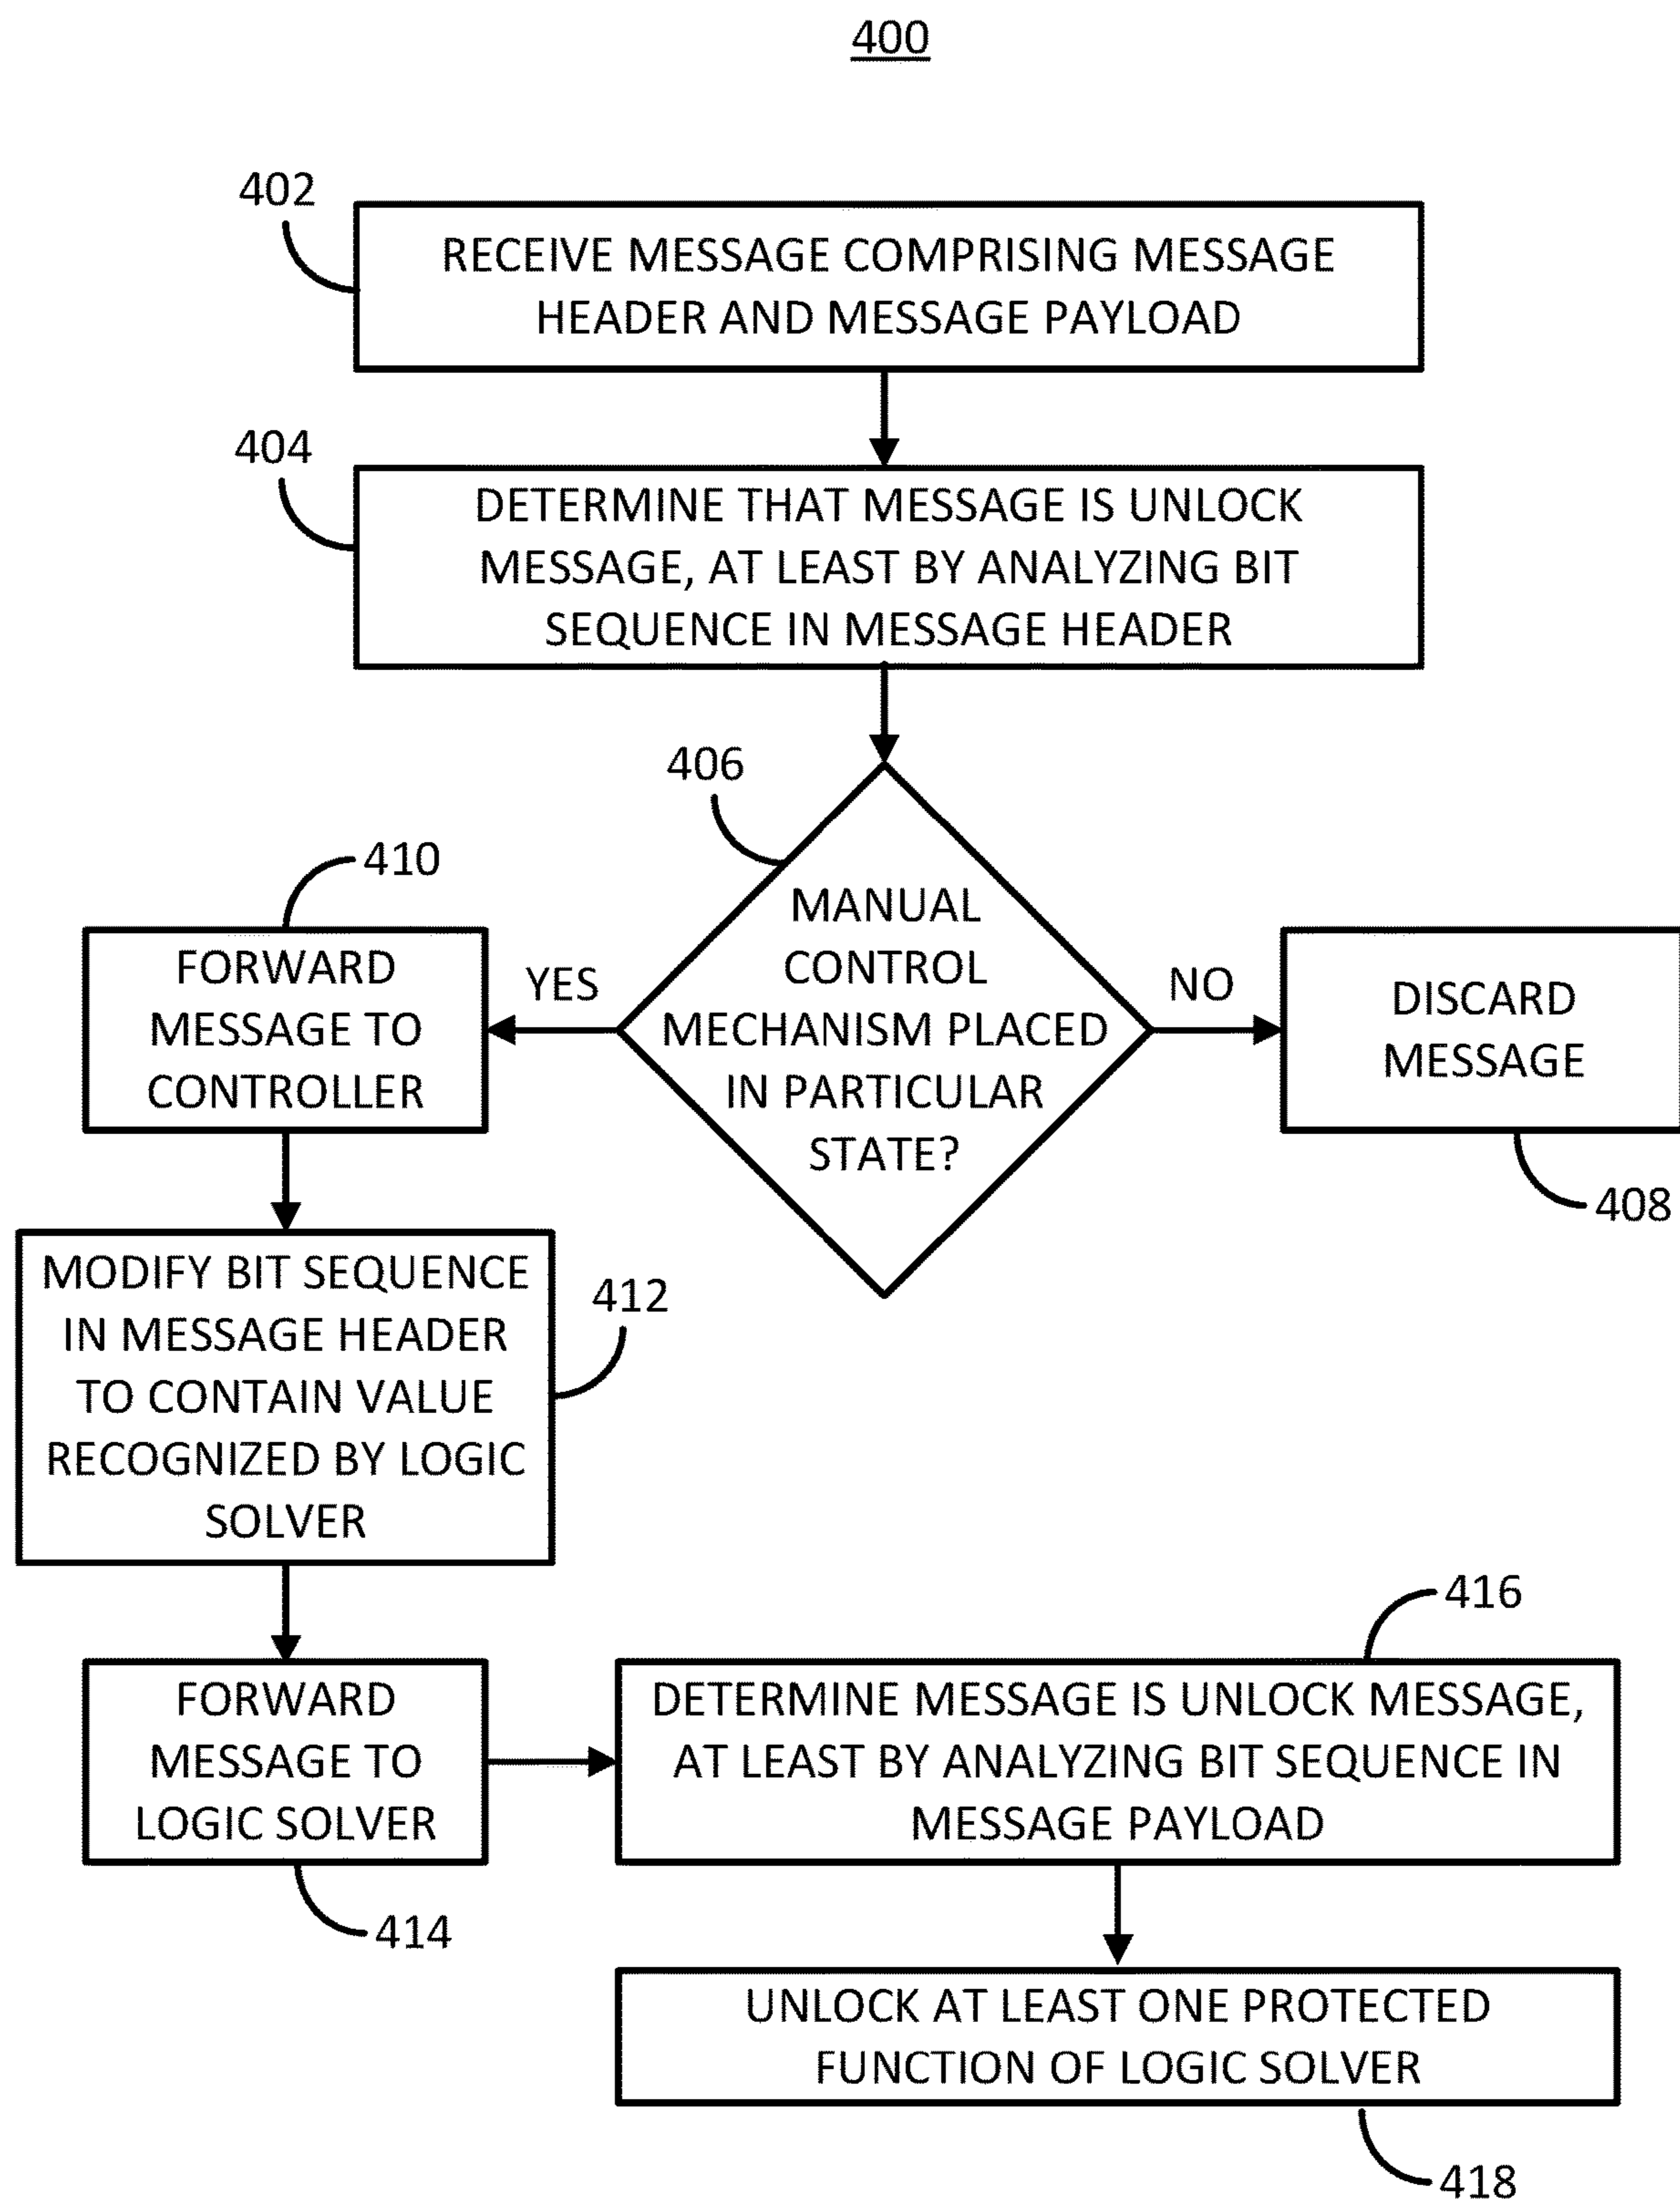 400
402
RECEIVE MESSAGE COMPRISING MESSAGE
HEADER AND MESSAGE PAYLOAD
404
DETERMINE THAT MESSAGE IS UNLOCK
MESSAGE, AT LEAST BY ANALYZING BIT
SEQUENCE IN MESSAGE HEADER
406
MANUAL
CONTROL
MECHANISM PLACED
IN PARTICULAR
STATE?
YES
NO
410
FORWARD
MESSAGE TO
CONTROLLER
DISCARD
MESSAGE
408
MODIFY BIT SEQUENCE
IN MESSAGE HEADER
TO CONTAIN VALUE
RECOGNIZED BY LOGIC
SOLVER
412
FORWARD
MESSAGE TO
LOGIC SOLVER
414
416
DETERMINE MESSAGE IS UNLOCK MESSAGE,
AT LEAST BY ANALYZING BIT SEQUENCE IN
MESSAGE PAYLOAD
UNLOCK AT LEAST ONE PROTECTED
FUNCTION OF LOGIC SOLVER
418